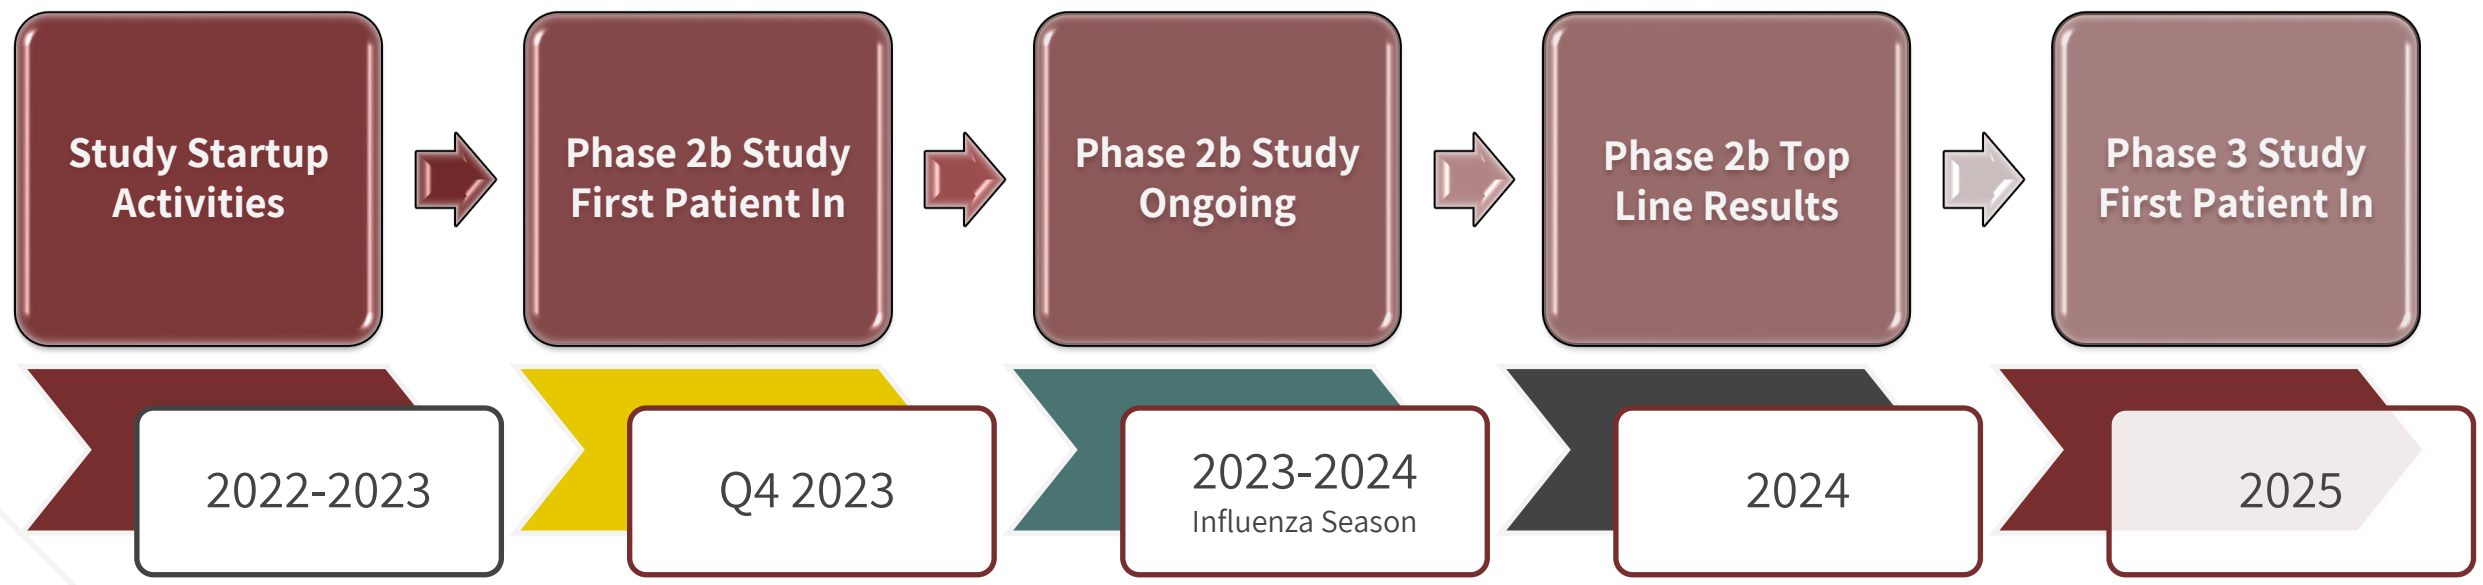 Study Startup
Activities
Phase 2b Study
First Patient In
Phase 2b Study
Ongoing
Phase 2b Top
Line Results
Phase 3 Study
First Patient In
2022-2023
Q4 2023
2023-2024
Influenza Season
2024
2025